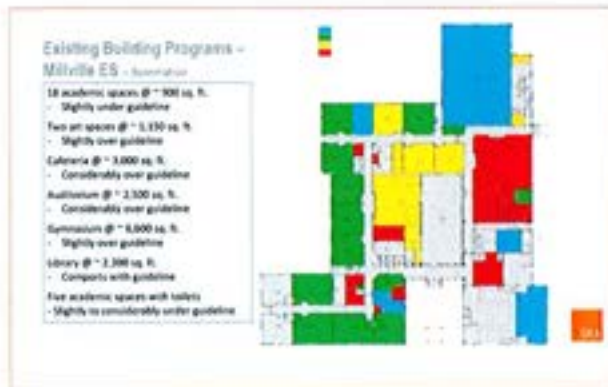 Existing Building Programs –
Millville ES - Summation
18 academic spaces @ ~ 900 sq. ft.
- Slightly under guideline
Two art spaces @ ~ 1,150 sq. ft.
- Slightly over guideline
Cafeteria @ ~ 3,000 sq. ft.
- Considerably over guideline
Auditorium @ ~ 2,500 sq. ft.
- Considerably over guideline
Gymnasium @ ~ 6,600 sq. ft.
- Slightly over guideline
Library @ ~ 2,300 sq. ft.
- Comports with guideline
Five academic spaces with toilets
- Slightly to considerably under guideline